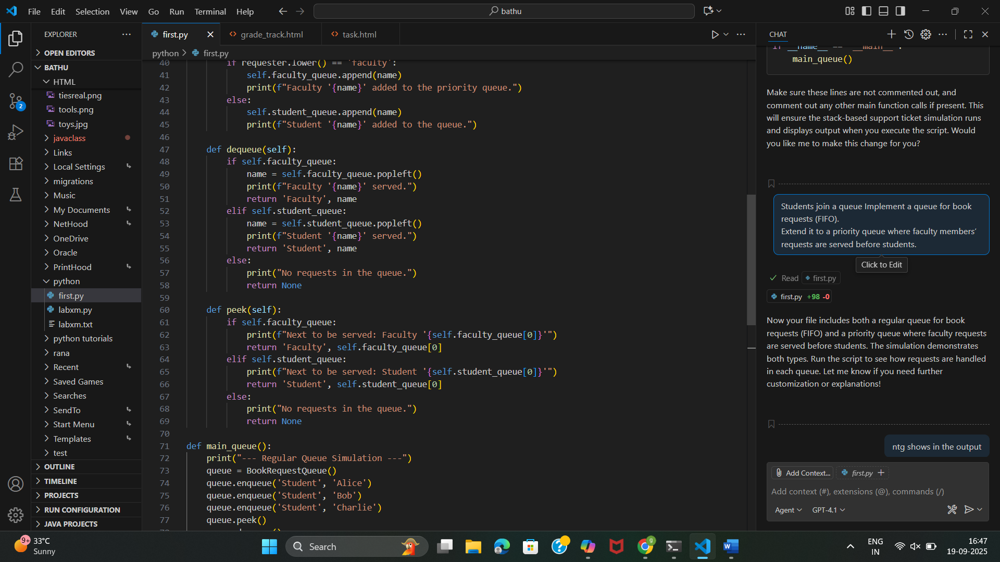 File Edit Selection View Go Run Terminal Help
bathu
EXPLORER
OPEN EDITORS
BATHU
HTML
tiesreal.png
tools.png
toys.jpg
javaclass
Links
Local Settings
migrations
Music
My Documents
NetHood
OneDrive
Oracle
PrintHood
python
first.py
labxm.py
labxm.txt
python tutorials
rana
Recent
Saved Games
Searches
SendTo
Start Menu
Templates
test
OUTLINE
TIMELINE
PROJECTS
RUN CONFIGURATION
JAVA PROJECTS
2
first.py
grade_track.html
task.html
python > first.py
40 if requester.lower() == 'faculty':
41 self.faculty_queue.append(name)
42 print(f"Faculty '{name}' added to the priority queue.")
43 else:
44 self.student_queue.append(name)
45 print(f"Student '{name}' added to the queue.")
46
47 def dequeue(self):
48 if self.faculty_queue:
49 name = self.faculty_queue.popleft()
50 print(f"Faculty '{name}' served.")
51 return 'Faculty', name
52 elif self.student_queue:
53 name = self.student_queue.popleft()
54 print(f"Student '{name}' served.")
55 return 'Student', name
56 else:
57 print("No requests in the queue.")
58 return None
59
60 def peek(self):
61 if self.faculty_queue:
62 print(f"Next to be served: Faculty '{self.faculty_queue[0]}'")
63 return 'Faculty', self.faculty_queue[0]
64 elif self.student_queue:
65 print(f"Next to be served: Student '{self.student_queue[0]}'")
66 return 'Student', self.student_queue[0]
67 else:
68 print("No requests in the queue.")
69 return None
70
71 def main_queue():
72 print("--- Regular Queue Simulation ---")
73 queue = BookRequestQueue()
74 queue.enqueue('Student', 'Alice')
75 queue.enqueue('Student', 'Bob')
76 queue.enqueue('Student', 'Charlie')
77 queue.peek()
CHAT
if __name__ == "__main__":
main_queue()
Make sure these lines are not commented out, and
comment out any other main function calls if present. This
will ensure the stack-based support ticket simulation runs
and displays output when you execute the script. Would
you like me to make this change for you?
Students join a queue Implement a queue for book
requests (FIFO).
Extend it to a priority queue where faculty members’
requests are served before students.
Click to Edit
Read first.py
first.py +98 -0
Now your file includes both a regular queue for book
requests (FIFO) and a priority queue where faculty requests
are served before students. The simulation demonstrates
both types. Run the script to see how requests are handled
in each queue. Let me know if you need further
customization or explanations!
ntg shows in the output
Add Context... first.py
Add context (#), extensions (@), commands (/)
Agent GPT-4.1
9+
33°C
Sunny
Search
ENG
IN
16:47
19-09-2025